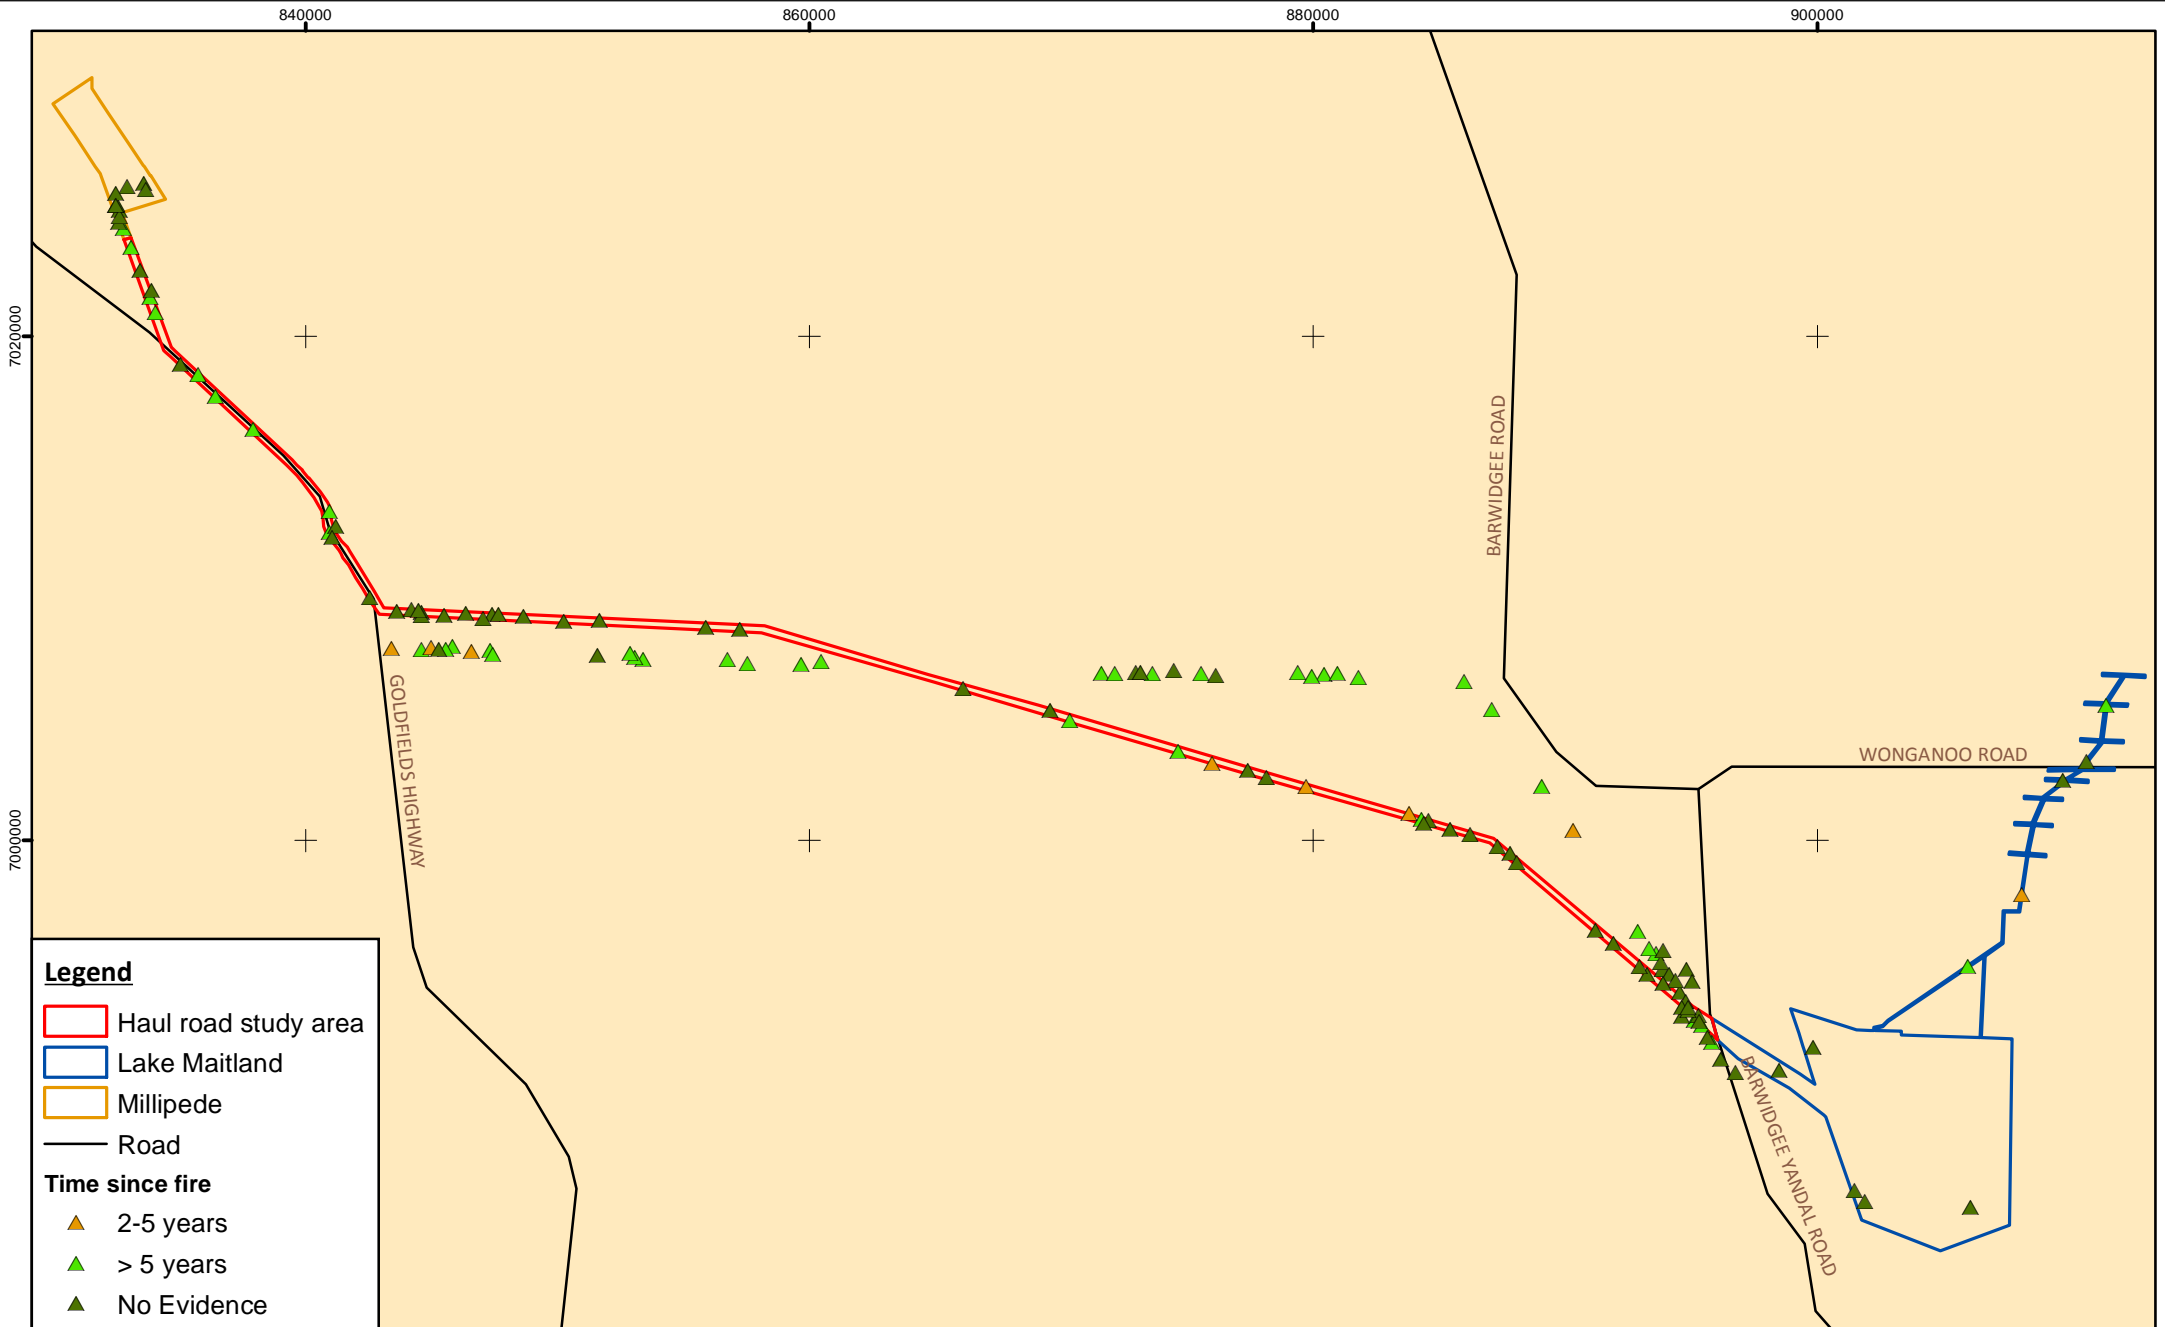 840000 860000 880000 900000
7020000
7000000
BARWIDGEE ROAD
WONGANOO ROAD
GOLDFIELDS HIGHWAY
BARWIDGEE YANDAL ROAD
Legend
Haul road study area
Lake Maitland
Millipede
Road
Time since fire
2-5 years
> 5 years
No Evidence